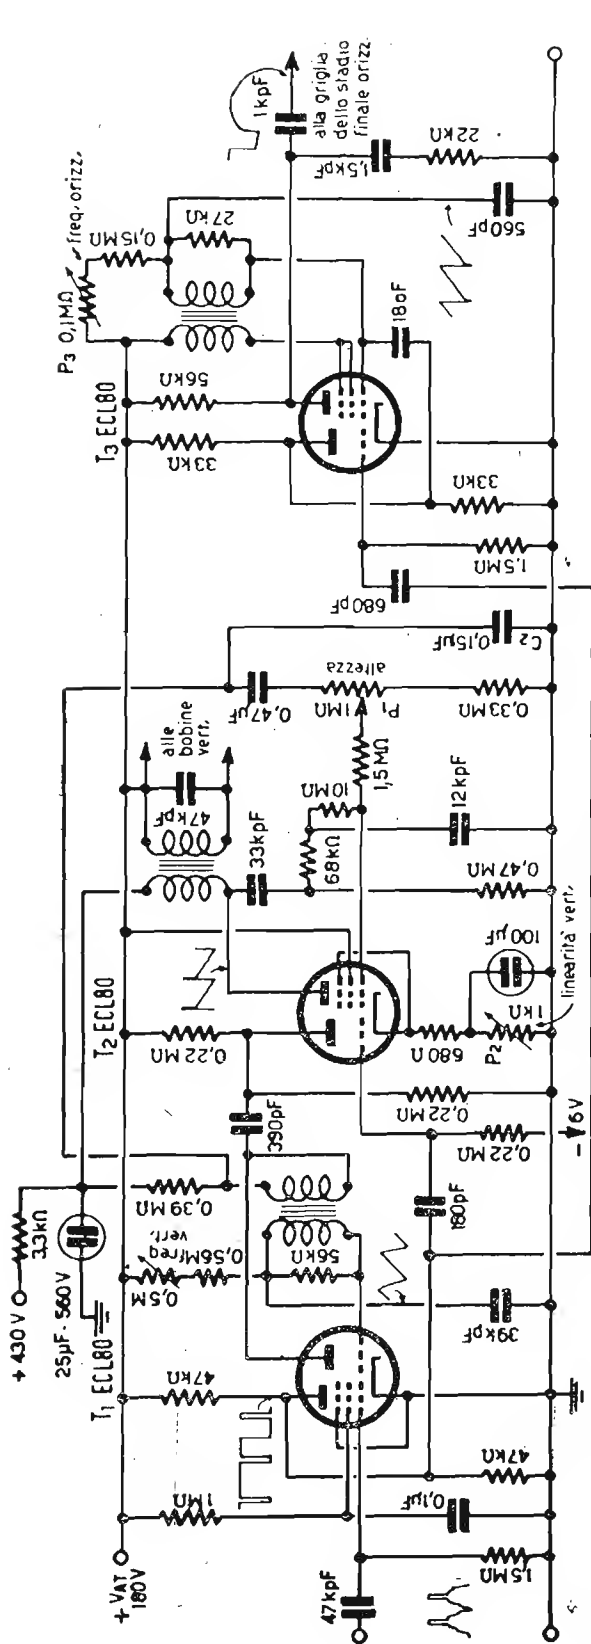 + 430 V
3,3kΩ
25µF-560V
+ VAT
180V
T1 ECL80
T2 ECL80
T3 ECL80
P3 0,1MΩ
freq. orizz.
0,15MΩ
27kΩ
56kΩ
33kΩ
1kpF
alla griglia
dello stadio
finale orizz.
1,5kpF
22kΩ
560pF
18pF
33kΩ
1,5MΩ
680pF
C2
0,15µF
0,47µF
1MΩ
altezza
P1
0,33MΩ
1,5MΩ
alle
bobine
vert.
47kpF
33kpF
10MΩ
68kΩ
12kpF
0,47MΩ
100µF
linearità vert.
1kΩ
P2
680Ω
0,22MΩ
0,22MΩ
0,22MΩ
- 6V
390pF
180pF
0,39MΩ
freq.
vert.
0,56M
0,5M
56kΩ
39kpF
47kΩ
47kΩ
1MΩ
0,1µF
1,5MΩ
47kpF